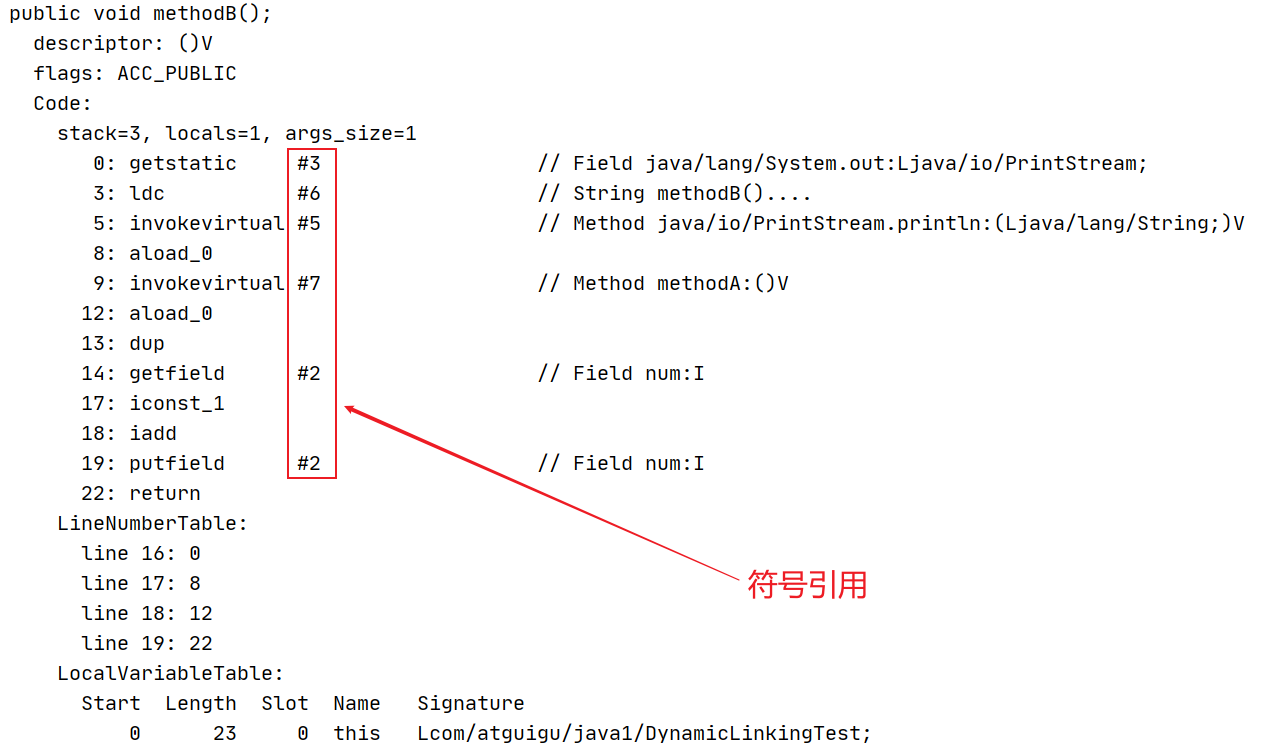 public void methodB();
  descriptor: ()V
  flags: ACC_PUBLIC
  Code:
    stack=3, locals=1, args_size=1
       0: getstatic     #3                  // Field java/lang/System.out:Ljava/io/PrintStream;
       3: ldc           #6                  // String methodB()....
       5: invokevirtual #5                  // Method java/io/PrintStream.println:(Ljava/lang/String;)V
       8: aload_0
       9: invokevirtual #7                  // Method methodA:()V
      12: aload_0
      13: dup
      14: getfield      #2                  // Field num:I
      17: iconst_1
      18: iadd
      19: putfield      #2                  // Field num:I
      22: return
    LineNumberTable:
      line 16: 0
      line 17: 8
符号引用
      line 18: 12
      line 19: 22
    LocalVariableTable:
      Start  Length  Slot  Name   Signature
          0      23     0  this   Lcom/atguigu/java1/DynamicLinkingTest;